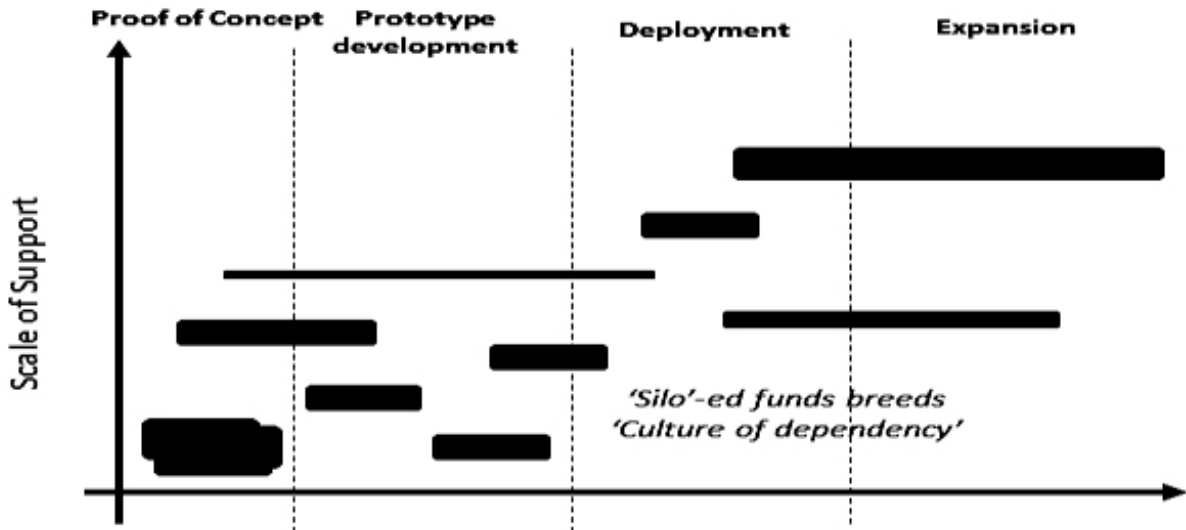 Proof of Concept
Prototype
development
Deployment
Expansion
Scale of Support
‘Silo’-ed funds breeds
‘Culture of dependency’